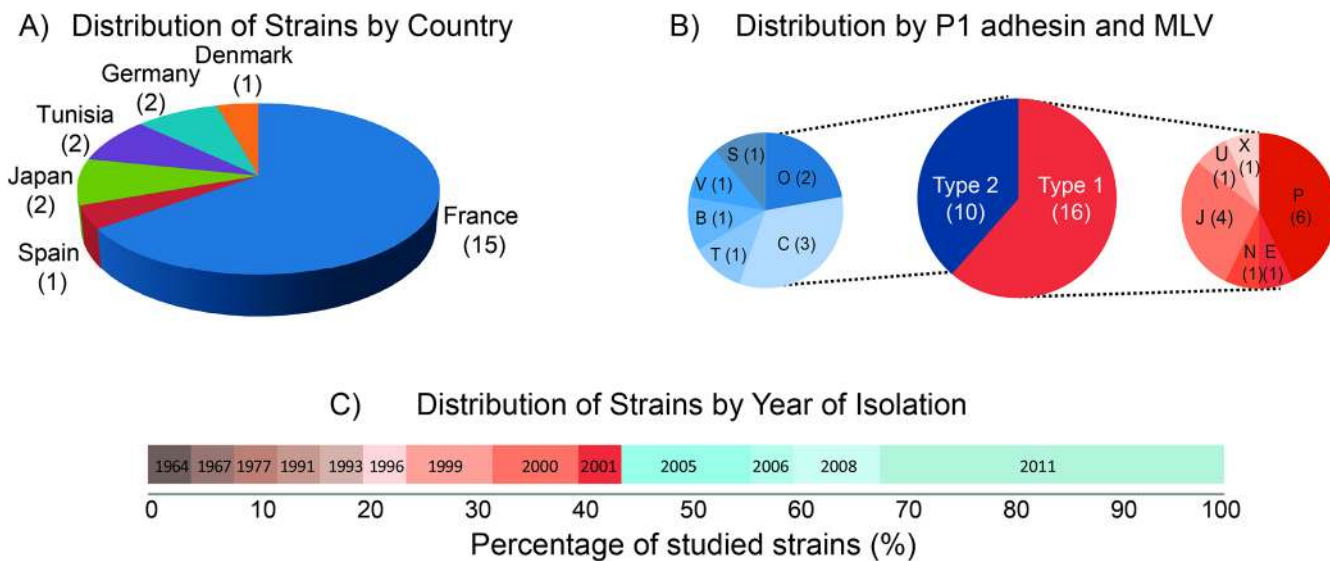 A) Distribution of Strains by Country
Denmark
(1)
Germany
(2)
Tunisia
(2)
Japan
(2)
Spain
(1)
France
(15)
B) Distribution by P1 adhesin and MLV
S (1)
O (2)
V (1)
B (1)
T (1)
C (3)
Type 2
(10)
Type 1
(16)
U
(1)
X
(1)
P
(6)
J (4)
N
(1)
E
(1)
C) Distribution of Strains by Year of Isolation
1964 1967 1977 1991 1993 1996 1999 2000 2001 2005 2006 2008 2011
0 10 20 30 40 50 60 70 80 90 100
Percentage of studied strains (%)